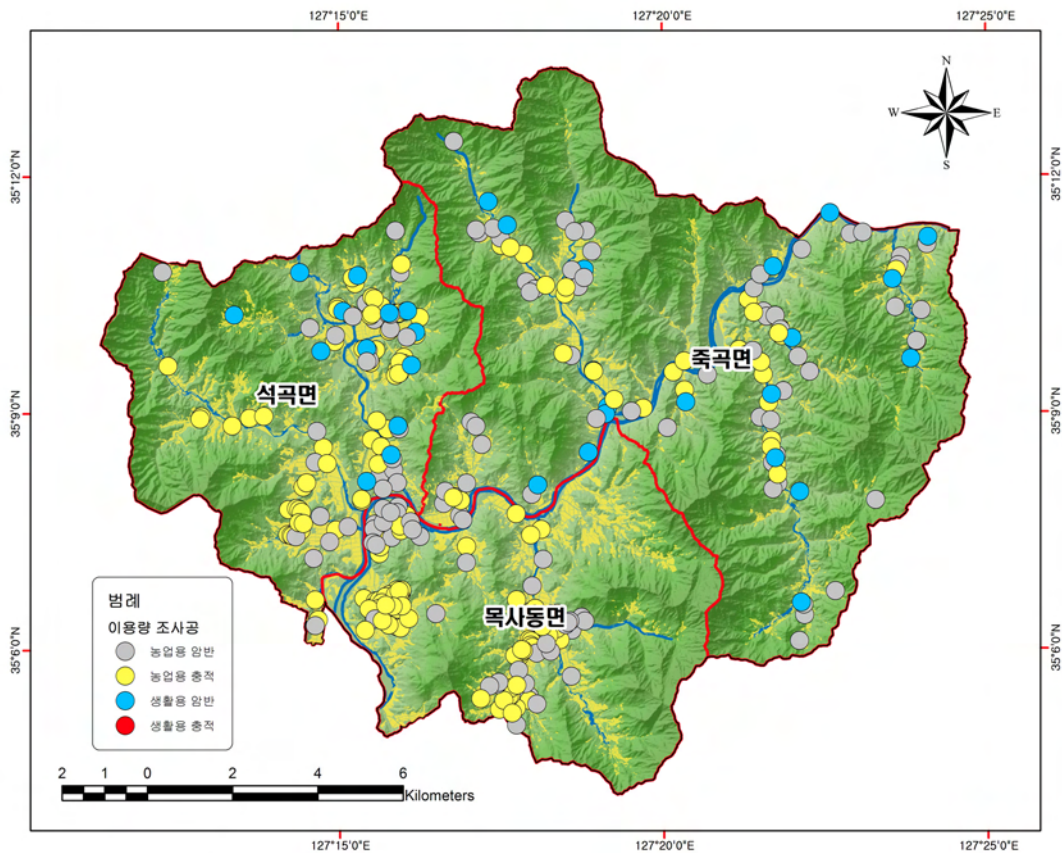 127°15'0"E
127°20'0"E
127°25'0"E
N
W
E
S
35°12'0"N
35°12'0"N
죽곡면
석곡면
35°9'0"N
35°9'0"N
목사동면
범례
이용량 조사공
농업용 암반
농업용 충적
생활용 암반
생활용 충적
35°6'0"N
35°6'0"N
2 1 0 2 4 6
Kilometers
127°15'0"E
127°20'0"E
127°25'0"E